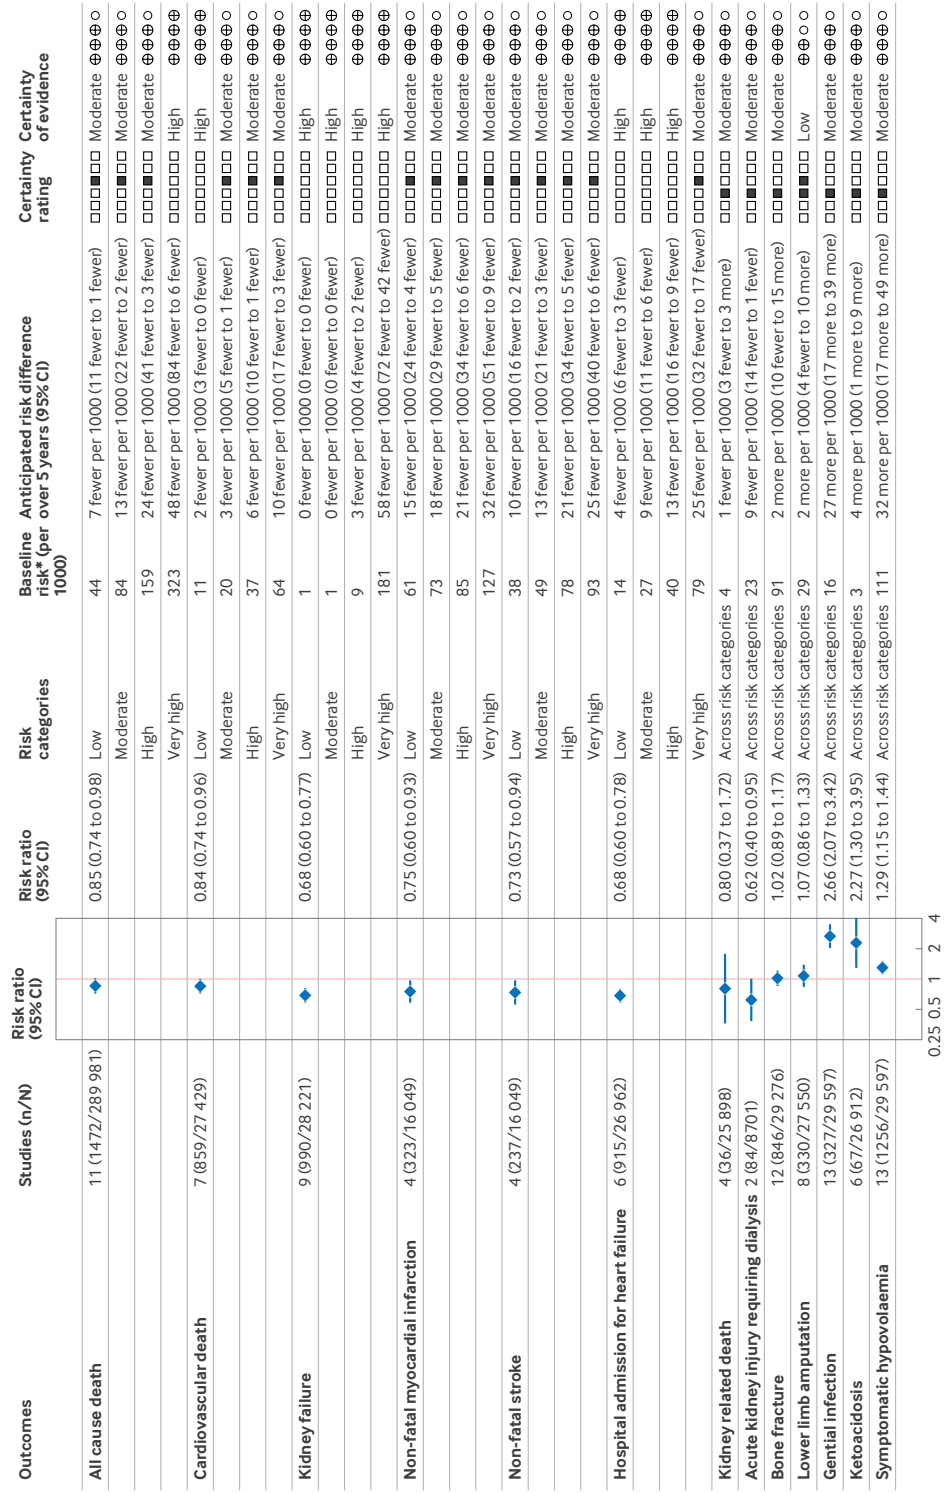 Outcomes Studies (n/N) Risk ratio (95% CI) Risk ratio (95% CI) Risk categories Baseline risk* (per 1000) Anticipated risk difference over 5 years (95% CI) Certainty rating Certainty of evidence
All cause death 11 (1472/289 981) 0.85 (0.74 to 0.98) Low 44 7 fewer per 1000 (11 fewer to 1 fewer) □□□■□□ Moderate ⊕⊕⊕○
Moderate 84 13 fewer per 1000 (22 fewer to 2 fewer) □□□■□□ Moderate ⊕⊕⊕○
High 159 24 fewer per 1000 (41 fewer to 3 fewer) □□□■□□ Moderate ⊕⊕⊕○
Very high 323 48 fewer per 1000 (84 fewer to 6 fewer) □□□□□□ High ⊕⊕⊕⊕
Cardiovascular death 7 (859/27 429) 0.84 (0.74 to 0.96) Low 11 2 fewer per 1000 (3 fewer to 0 fewer) □□□□□□ High ⊕⊕⊕⊕
Moderate 20 3 fewer per 1000 (5 fewer to 1 fewer) □□□■□□ Moderate ⊕⊕⊕○
High 37 6 fewer per 1000 (10 fewer to 1 fewer) □□□■□□ Moderate ⊕⊕⊕○
Very high 64 10 fewer per 1000 (17 fewer to 3 fewer) □□□■□□ Moderate ⊕⊕⊕○
Kidney failure 9 (990/28 221) 0.68 (0.60 to 0.77) Low 1 0 fewer per 1000 (0 fewer to 0 fewer) □□□□□□ High ⊕⊕⊕⊕
Moderate 1 0 fewer per 1000 (0 fewer to 0 fewer) □□□□□□ High ⊕⊕⊕⊕
High 9 3 fewer per 1000 (4 fewer to 2 fewer) □□□□□□ High ⊕⊕⊕⊕
Very high 181 58 fewer per 1000 (72 fewer to 42 fewer) □□□□□□ High ⊕⊕⊕⊕
Non-fatal myocardial infarction 4 (323/16 049) 0.75 (0.60 to 0.93) Low 61 15 fewer per 1000 (24 fewer to 4 fewer) □□□■□□ Moderate ⊕⊕⊕○
Moderate 73 18 fewer per 1000 (29 fewer to 5 fewer) □□□■□□ Moderate ⊕⊕⊕○
High 85 21 fewer per 1000 (34 fewer to 6 fewer) □□□■□□ Moderate ⊕⊕⊕○
Very high 127 32 fewer per 1000 (51 fewer to 9 fewer) □□□■□□ Moderate ⊕⊕⊕○
Non-fatal stroke 4 (237/16 049) 0.73 (0.57 to 0.94) Low 38 10 fewer per 1000 (16 fewer to 2 fewer) □□□■□□ Moderate ⊕⊕⊕○
Moderate 49 13 fewer per 1000 (21 fewer to 3 fewer) □□□■□□ Moderate ⊕⊕⊕○
High 78 21 fewer per 1000 (34 fewer to 5 fewer) □□□■□□ Moderate ⊕⊕⊕○
Very high 93 25 fewer per 1000 (40 fewer to 6 fewer) □□□■□□ Moderate ⊕⊕⊕○
Hospital admission for heart failure 6 (915/26 962) 0.68 (0.60 to 0.78) Low 14 4 fewer per 1000 (6 fewer to 3 fewer) □□□□□□ High ⊕⊕⊕⊕
Moderate 27 9 fewer per 1000 (11 fewer to 6 fewer) □□□□□□ High ⊕⊕⊕⊕
High 40 13 fewer per 1000 (16 fewer to 9 fewer) □□□□□□ High ⊕⊕⊕⊕
Very high 79 25 fewer per 1000 (32 fewer to 17 fewer) □□□■□□ Moderate ⊕⊕⊕○
Kidney related death 4 (36/25 898) 0.80 (0.37 to 1.72) Across risk categories 4 1 fewer per 1000 (3 fewer to 3 more) □□■□□□ Moderate ⊕⊕⊕○
Acute kidney injury requiring dialysis 2 (84/8701) 0.62 (0.40 to 0.95) Across risk categories 23 9 fewer per 1000 (14 fewer to 1 fewer) □□■□□□ Moderate ⊕⊕⊕○
Bone fracture 12 (846/29 276) 1.02 (0.89 to 1.17) Across risk categories 91 2 more per 1000 (10 fewer to 15 more) □□■□□□ Moderate ⊕⊕⊕○
Lower limb amputation 8 (330/27 550) 1.07 (0.86 to 1.33) Across risk categories 29 2 more per 1000 (4 fewer to 10 more) □□■■□□ Low ⊕⊕○○
Gential infection 13 (327/29 597) 2.66 (2.07 to 3.42) Across risk categories 16 27 more per 1000 (17 more to 39 more) □□■□□□ Moderate ⊕⊕⊕○
Ketoacidosis 6 (67/26 912) 2.27 (1.30 to 3.95) Across risk categories 3 4 more per 1000 (1 more to 9 more) □□■□□□ Moderate ⊕⊕⊕○
Symptomatic hypovolaemia 13 (1256/29 597) 1.29 (1.15 to 1.44) Across risk categories 111 32 more per 1000 (17 more to 49 more) □□■□□□ Moderate ⊕⊕⊕○
0.25 0.5 1 2 4